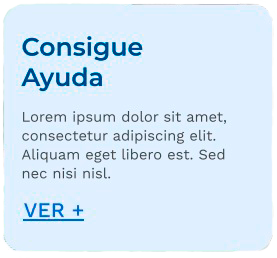 Consigue
Ayuda
Lorem ipsum dolor sit amet,
consectetur adipiscing elit.
Aliquam eget libero est. Sed
nec nisi nisl.
VER +